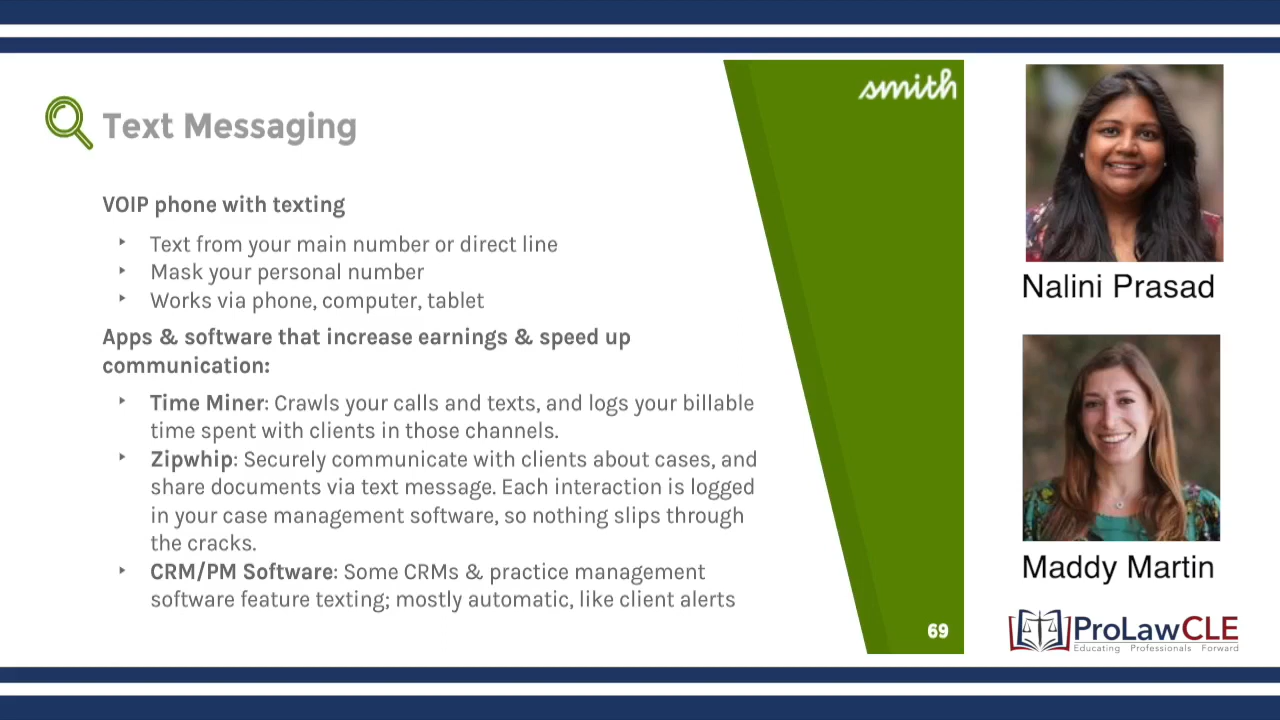 smith
Text Messaging
VOIP phone with texting
‣ Text from your main number or direct line
‣ Mask your personal number
‣ Works via phone, computer, tablet
Apps & software that increase earnings & speed up
communication:
‣ Time Miner: Crawls your calls and texts, and logs your billable
time spent with clients in those channels.
‣ Zipwhip: Securely communicate with clients about cases, and
share documents via text message. Each interaction is logged
in your case management software, so nothing slips through
the cracks.
‣ CRM/PM Software: Some CRMs & practice management
software feature texting; mostly automatic, like client alerts
69
Nalini Prasad
Maddy Martin
ProLawCLE
Educating Professionals Forward